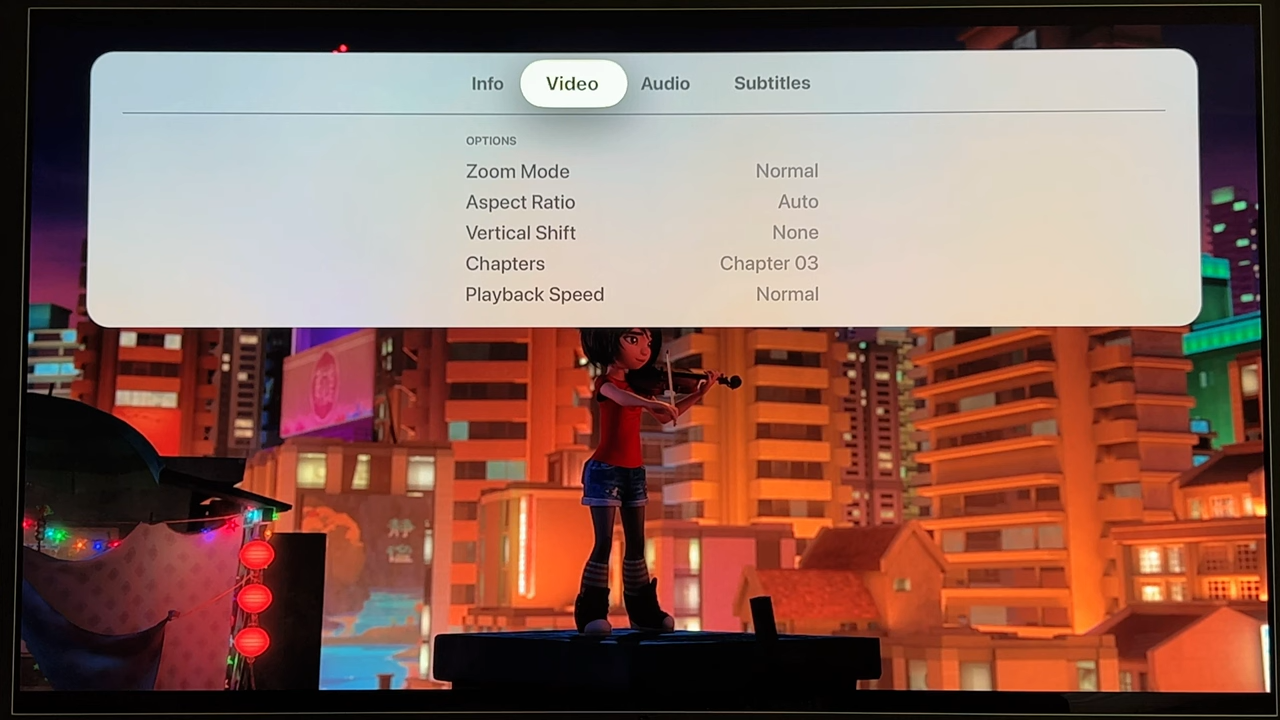 Info Video Audio Subtitles
OPTIONS
Zoom Mode Normal
Aspect Ratio Auto
Vertical Shift None
Chapters Chapter 03
Playback Speed Normal